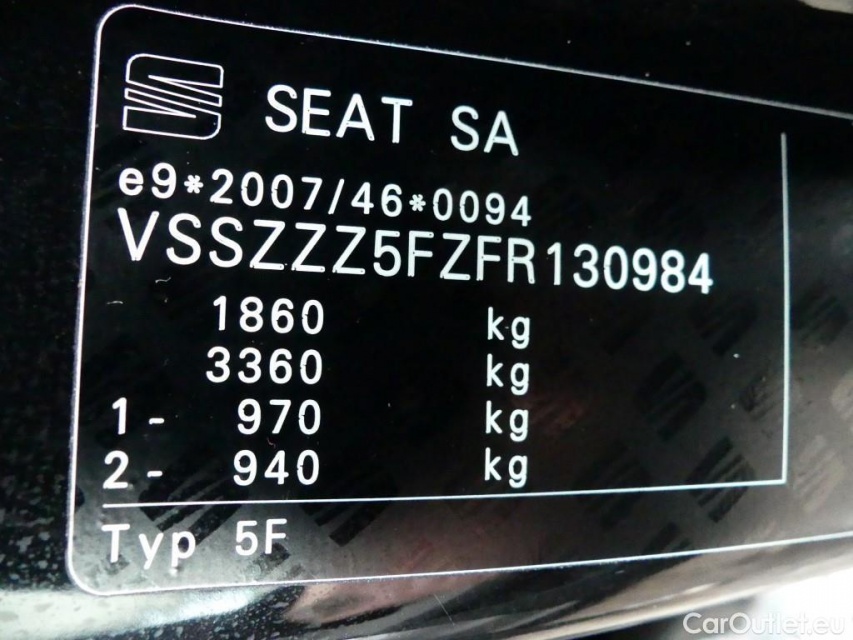 SEAT SA
e9*2007/46*0094
VSSZZZ5FZFR130984
1860 kg
3360 kg
1- 970 kg
2- 940 kg
Typ 5F
CarOutlet.eu